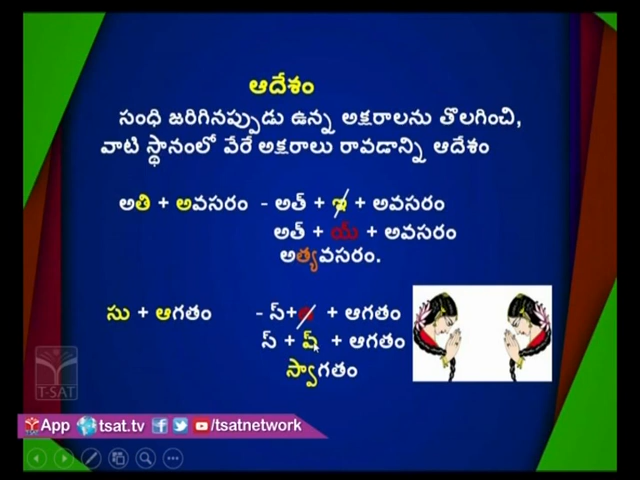 ఆదేశం
సంధి జరిగినప్పుడు ఉన్న అక్షరాలను తొలగించి,
వాటి స్థానంలో వేరే అక్షరాలు రావడాన్ని ఆదేశం
అతి + అవసరం - అత్ + ఇ + అవసరం
అత్ + య్ + అవసరం
అత్యవసరం.
సు + ఆగతం - స్+ + ఆగతం
స్ + ష్ + ఆగతం
స్వాగతం
T-SAT
App tsat.tv /tsatnetwork